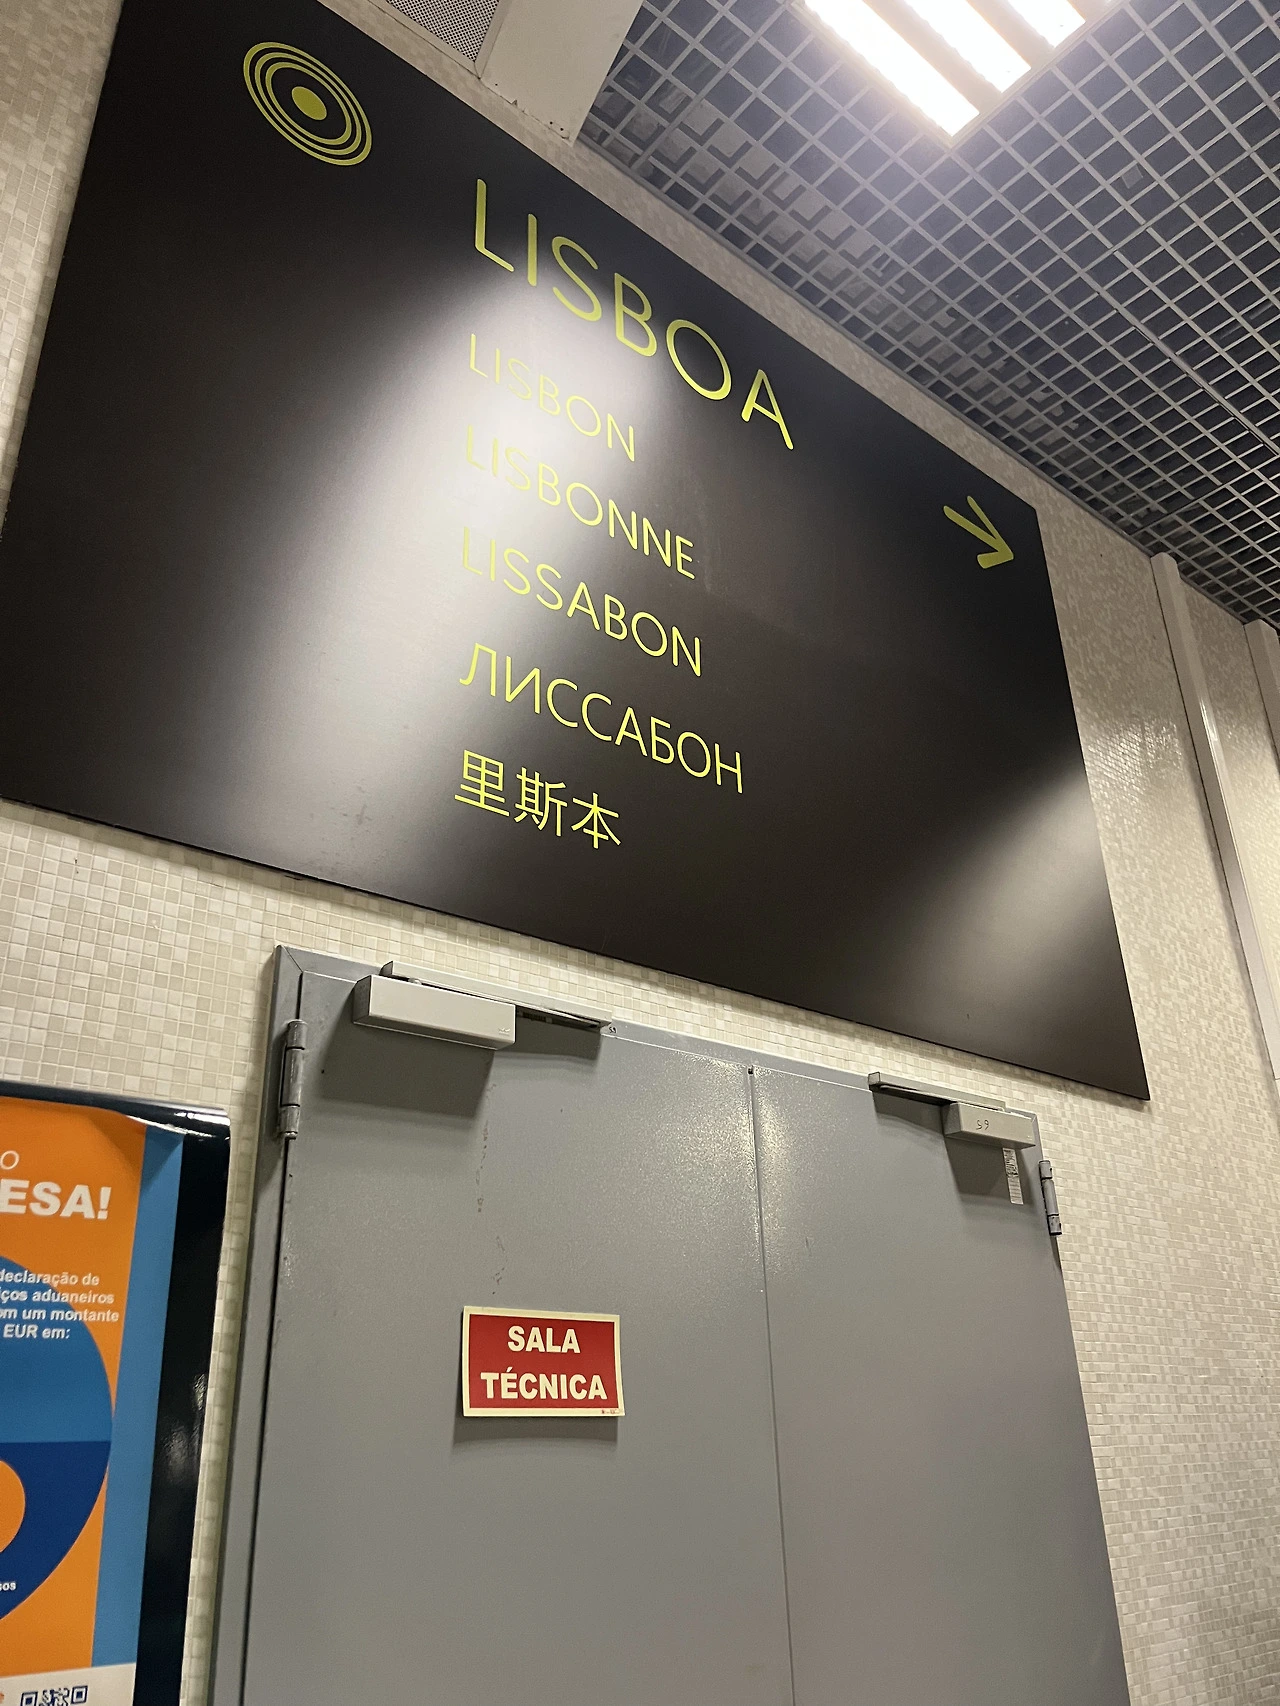 LISBOA
LISBON
LISBONNE
LISSABON
ЛИССАБОН
里斯本
S9
SALA
TÉCNICA
O
ESA!
declaração de
ços aduaneiros
om um montante
EUR em: